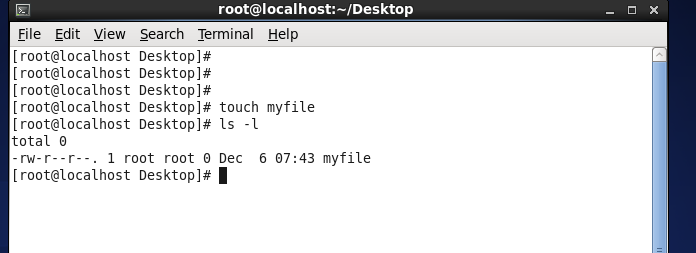 root@localhost:~/Desktop
File Edit View Search Terminal Help
[root@localhost Desktop]#
[root@localhost Desktop]#
[root@localhost Desktop]#
[root@localhost Desktop]# touch myfile
[root@localhost Desktop]# ls -l
total 0
-rw-r--r--. 1 root root 0 Dec  6 07:43 myfile
[root@localhost Desktop]#